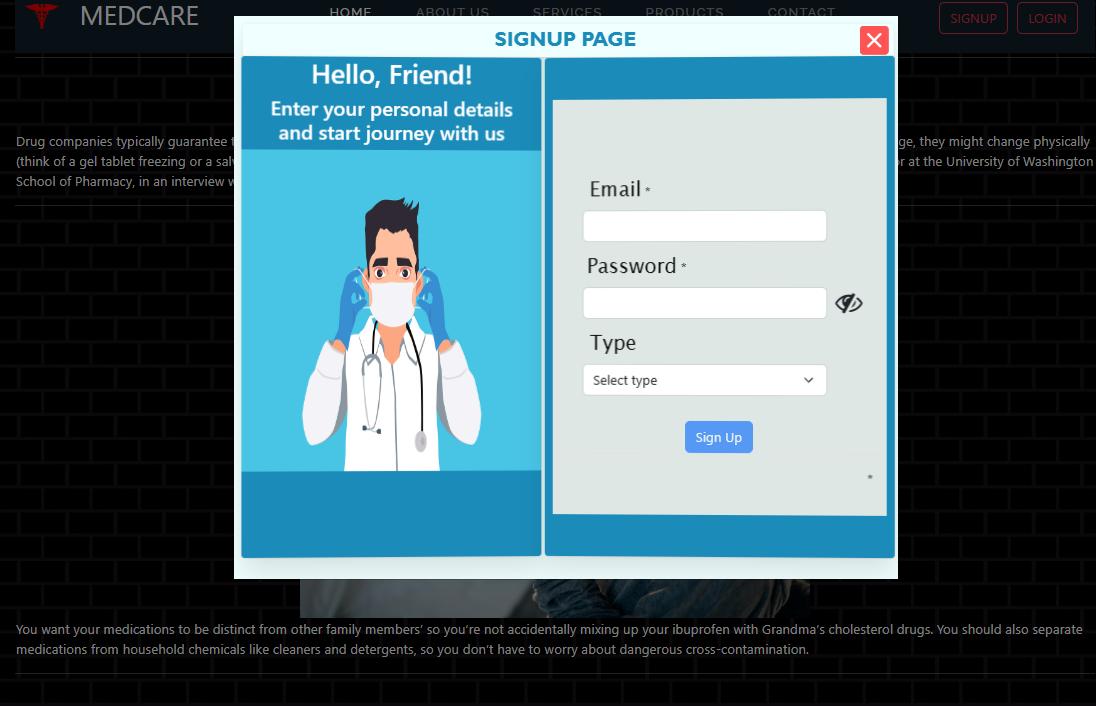 MEDCARE
HOME ABOUT US SERVICES PRODUCTS CONTACT
SIGNUP LOGIN
SIGNUP PAGE
Hello, Friend!
Enter your personal details
and start journey with us
Email *
Password *
Type
Select type
Sign Up
*
Drug companies typically guarantee
ge, they might change physically
(think of a gel tablet freezing or a
at the University of Washington
School of Pharmacy, in an interview
You want your medications to be distinct from other family members’ so you’re not accidentally mixing up your ibuprofen with Grandma’s cholesterol drugs. You should also separate
medications from household chemicals like cleaners and detergents, so you don’t have to worry about dangerous cross-contamination.